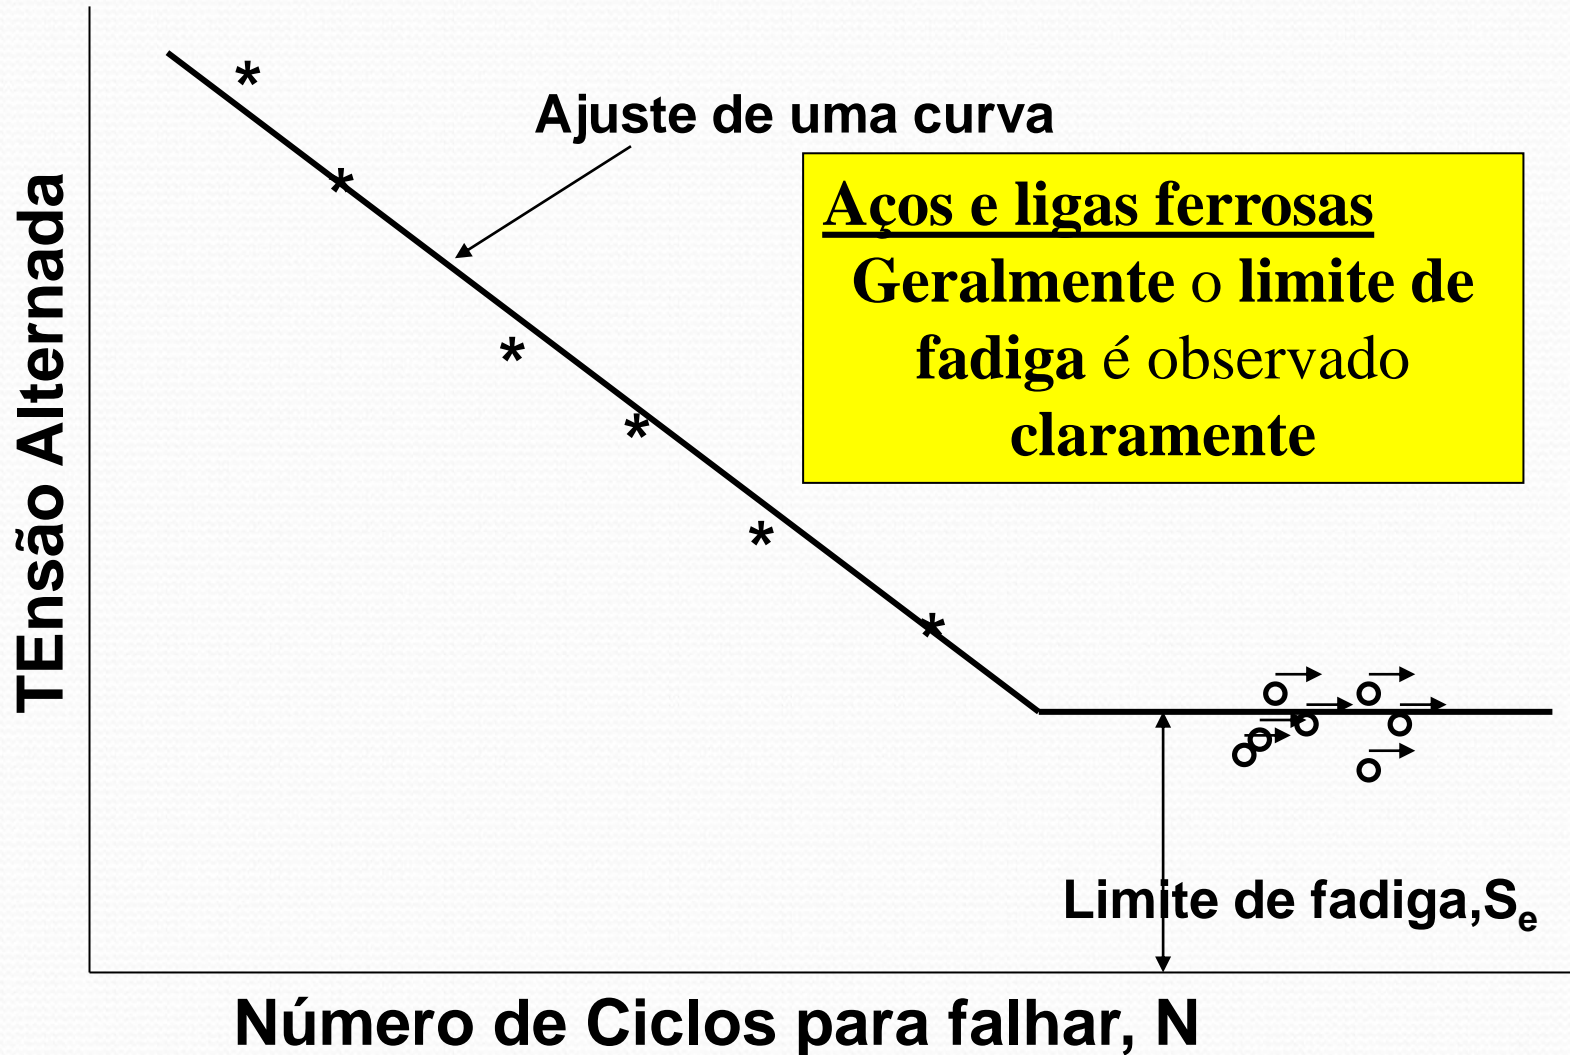 Ajuste de uma curva
Aços e ligas ferrosas
Geralmente o limite de
fadiga é observado
claramente
TEnsão Alternada
Limite de fadiga,Se
Número de Ciclos para falhar, N